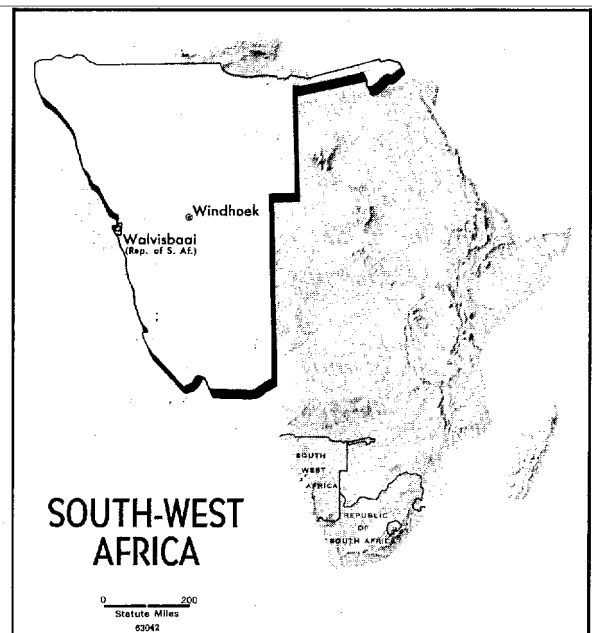 Windhoek
Walvisbaai
(Rep. of S. Af.)
SOUTH
WEST
AFRICA
REPUBLIC
OF
SOUTH AFRICA
SOUTH-WEST
AFRICA
0 200
Statute Miles
63042